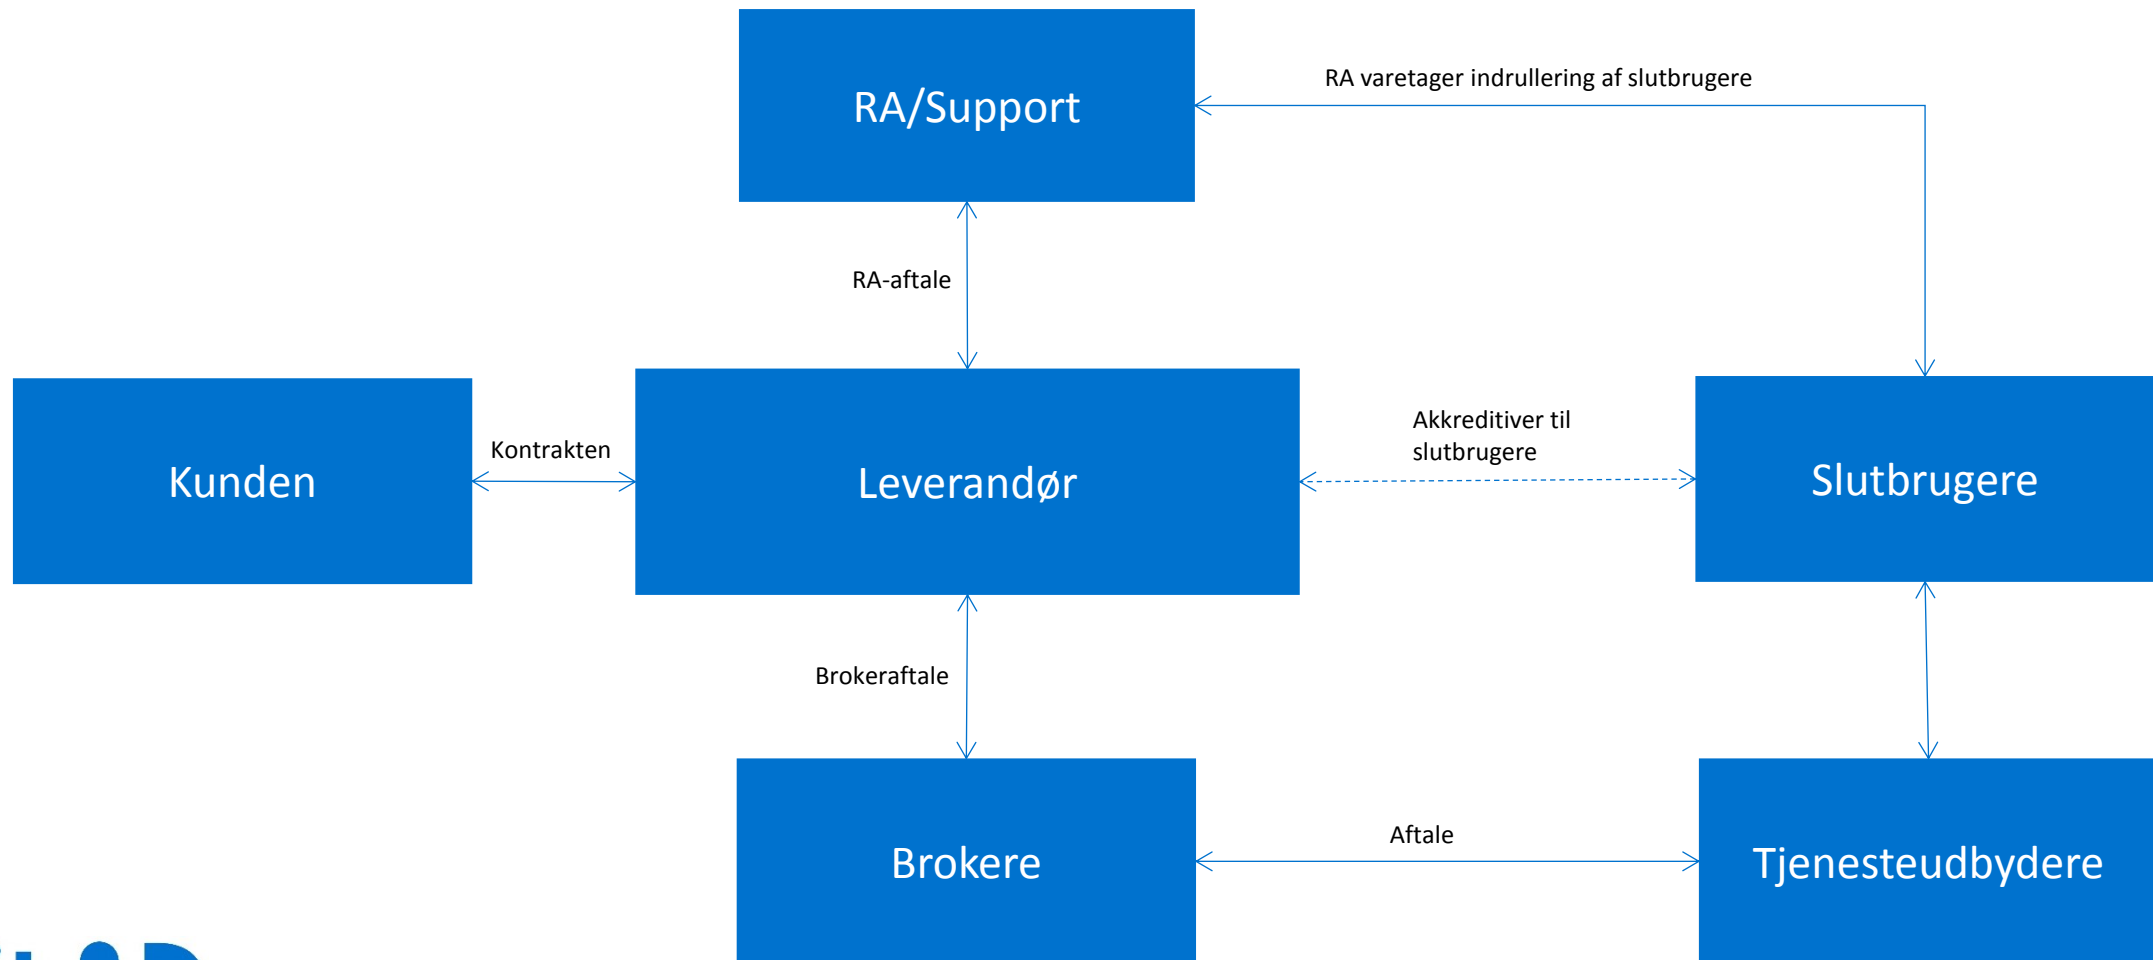 RA/Support
RA varetager indrullering af slutbrugere
RA-aftale
Kunden
Kontrakten
Leverandør
Akkreditiver til
slutbrugere
Slutbrugere
Brokeraftale
Brokere
Aftale
Tjenesteudbydere